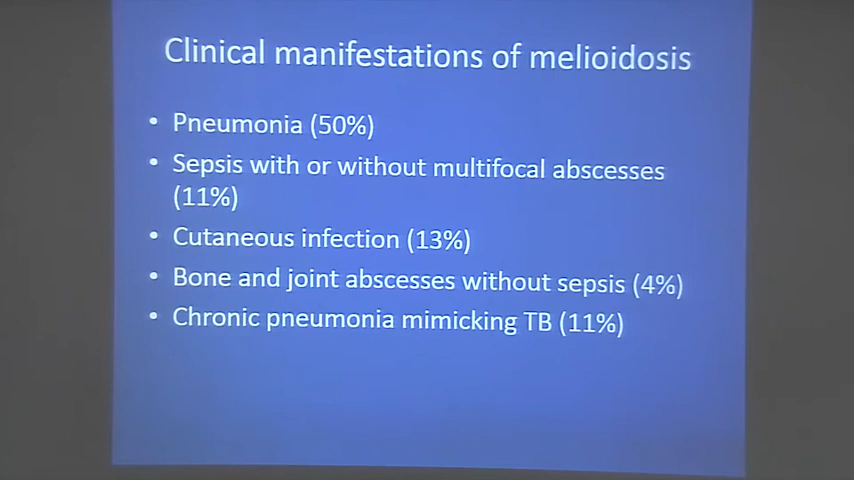 Clinical manifestations of melioidosis
• Pneumonia (50%)
• Sepsis with or without multifocal abscesses
(11%)
• Cutaneous infection (13%)
• Bone and joint abscesses without sepsis (4%)
• Chronic pneumonia mimicking TB (11%)